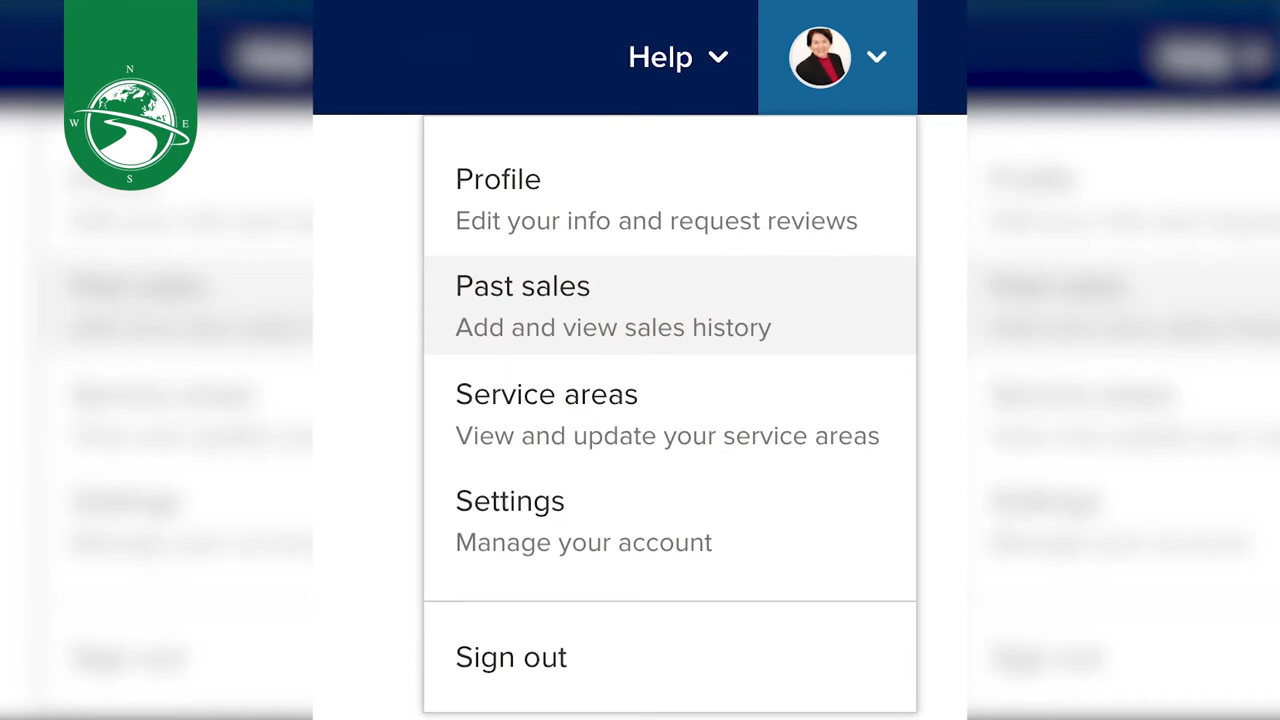 N
W E
S
Help
Profile
Edit your info and request reviews
Past sales
Add and view sales history
Service areas
View and update your service areas
Settings
Manage your account
Sign out